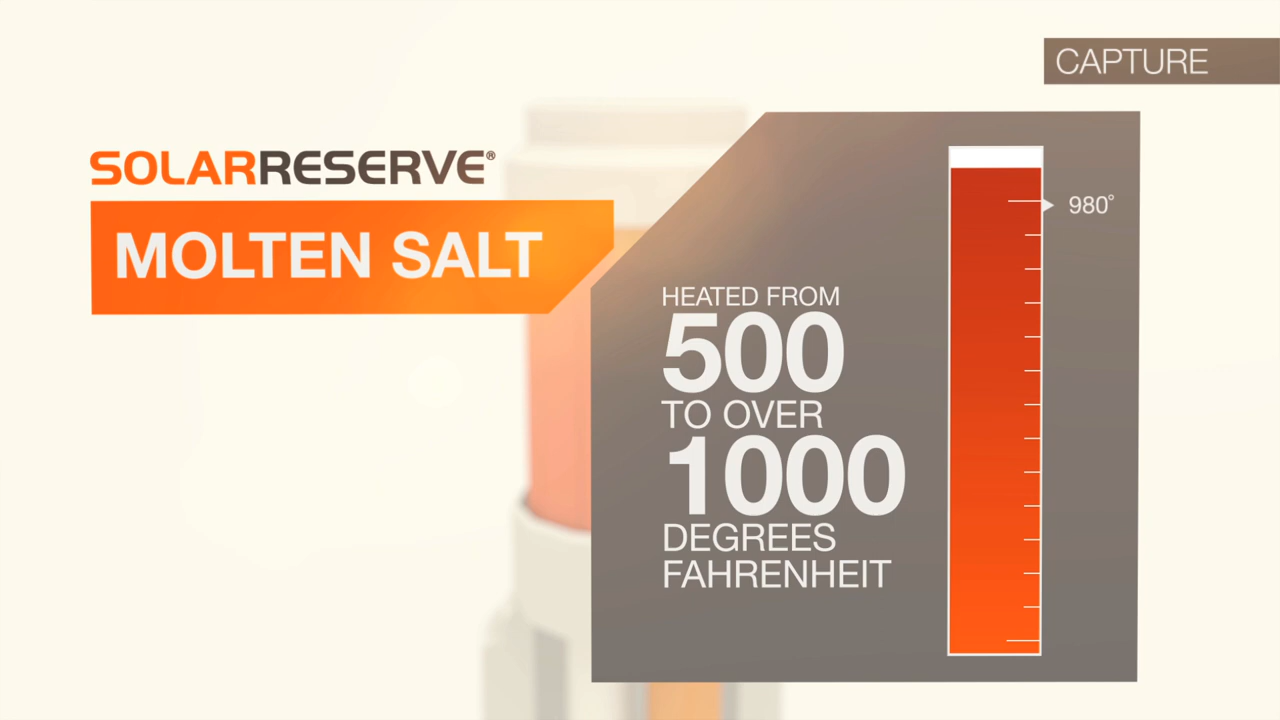 CAPTURE
SOLARRESERVE®
MOLTEN SALT
980°
HEATED FROM
500
TO OVER
1000
DEGREES
FAHRENHEIT